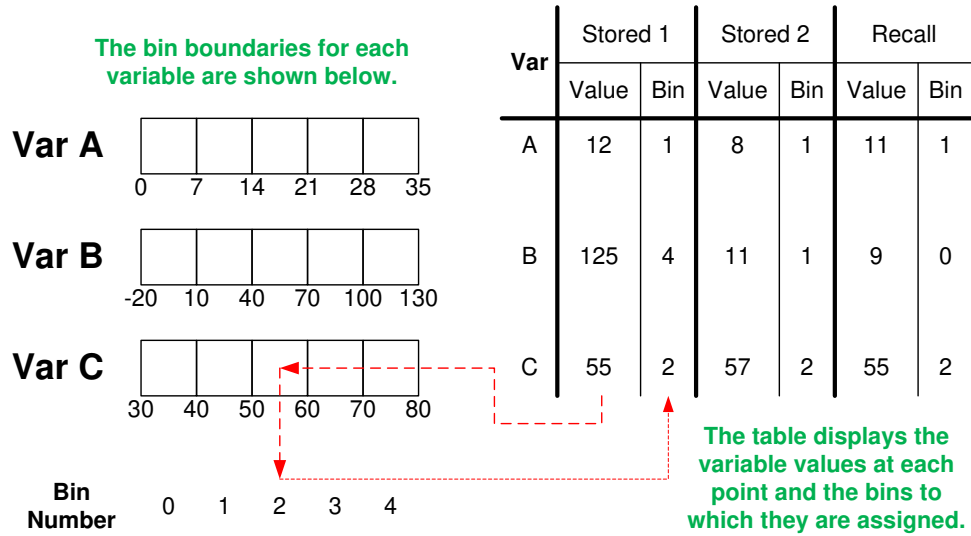 The bin boundaries for each
variable are shown below.
Var A
0 7 14 21 28 35
Var B
-20 10 40 70 100 130
Var C
30 40 50 60 70 80
Bin
Number
0 1 2 3 4
Var
Stored 1 Stored 2 Recall
Value Bin Value Bin Value Bin
A 12 1 8 1 11 1
B 125 4 11 1 9 0
C 55 2 57 2 55 2
The table displays the
variable values at each
point and the bins to
which they are assigned.